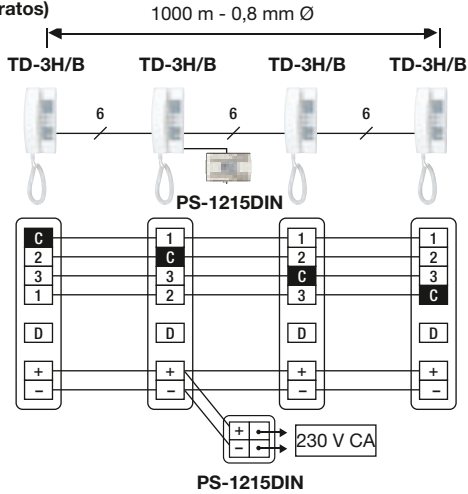 ratos)
1000 m - 0,8 mm Ø
TD-3H/B TD-3H/B TD-3H/B TD-3H/B
6 6 6
PS-1215DIN
C 1 1 1
2 C 2 2
3 3 C 3
1 2 3 C
D D D D
+ + + +
– – – –
+
– 230 V CA
PS-1215DIN